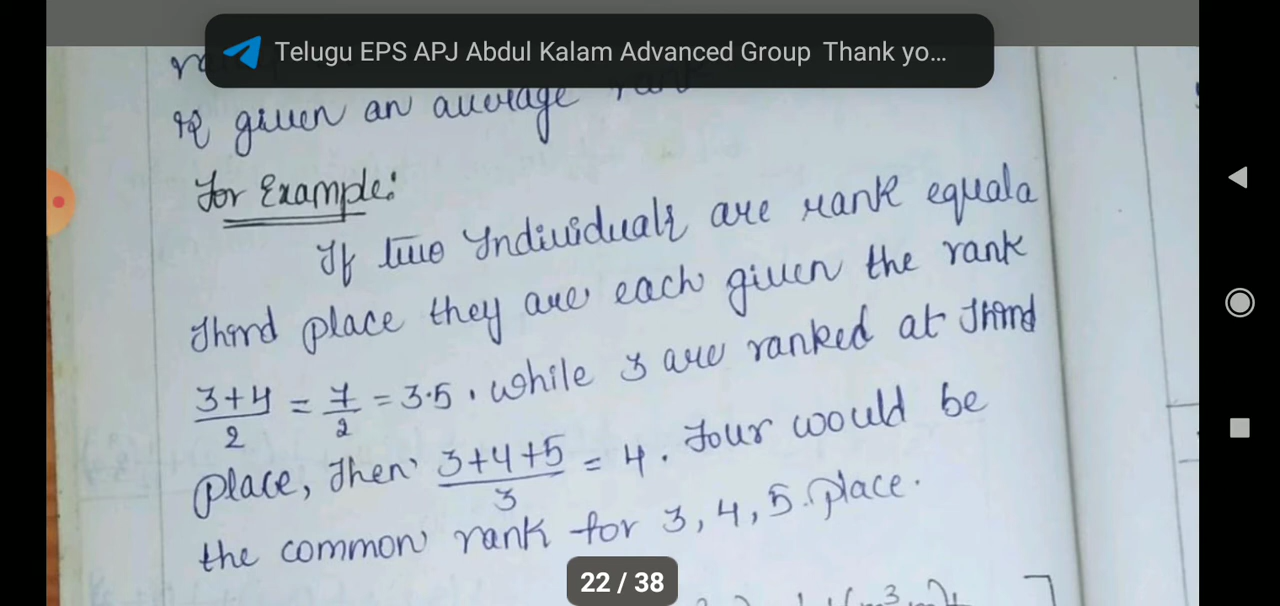 Telugu EPS APJ Abdul Kalam Advanced Group Thank yo...
is given an average rank
For Example:
If two Individuals are rank equala
Third place they are each given the rank
3+4/2 = 7/2 = 3.5. while 3 are ranked at Third
place, Then 3+4+5/3 = 4. Four would be
the common rank for 3, 4, 5 place.
22 / 38